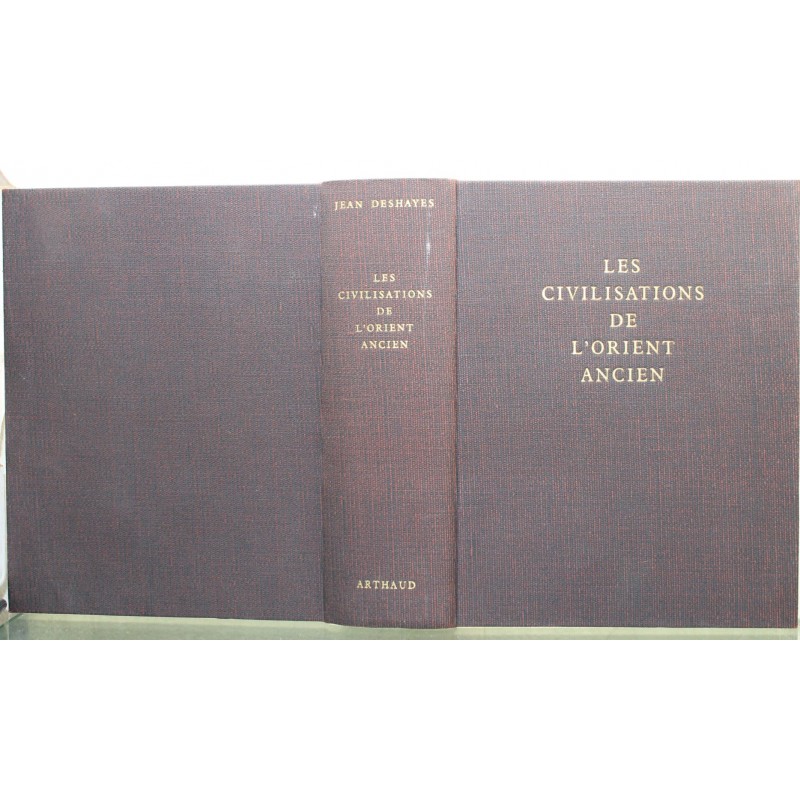 JEAN DESHAYES
LES
CIVILISATIONS
DE
L'ORIENT
ANCIEN
ARTHAUD
LES
CIVILISATIONS
DE
L'ORIENT
ANCIEN